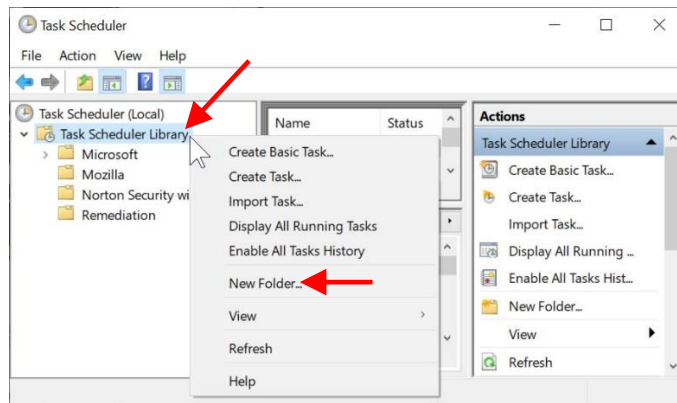 Task Scheduler
File Action View Help
Task Scheduler (Local)
Task Scheduler Library
Microsoft
Mozilla
Norton Security wi
Remediation
Name Status
Create Basic Task...
Create Task...
Import Task...
Display All Running Tasks
Enable All Tasks History
New Folder...
View
Refresh
Help
Actions
Task Scheduler Library
Create Basic Task...
Create Task...
Import Task...
Display All Running ...
Enable All Tasks Hist...
New Folder...
View
Refresh